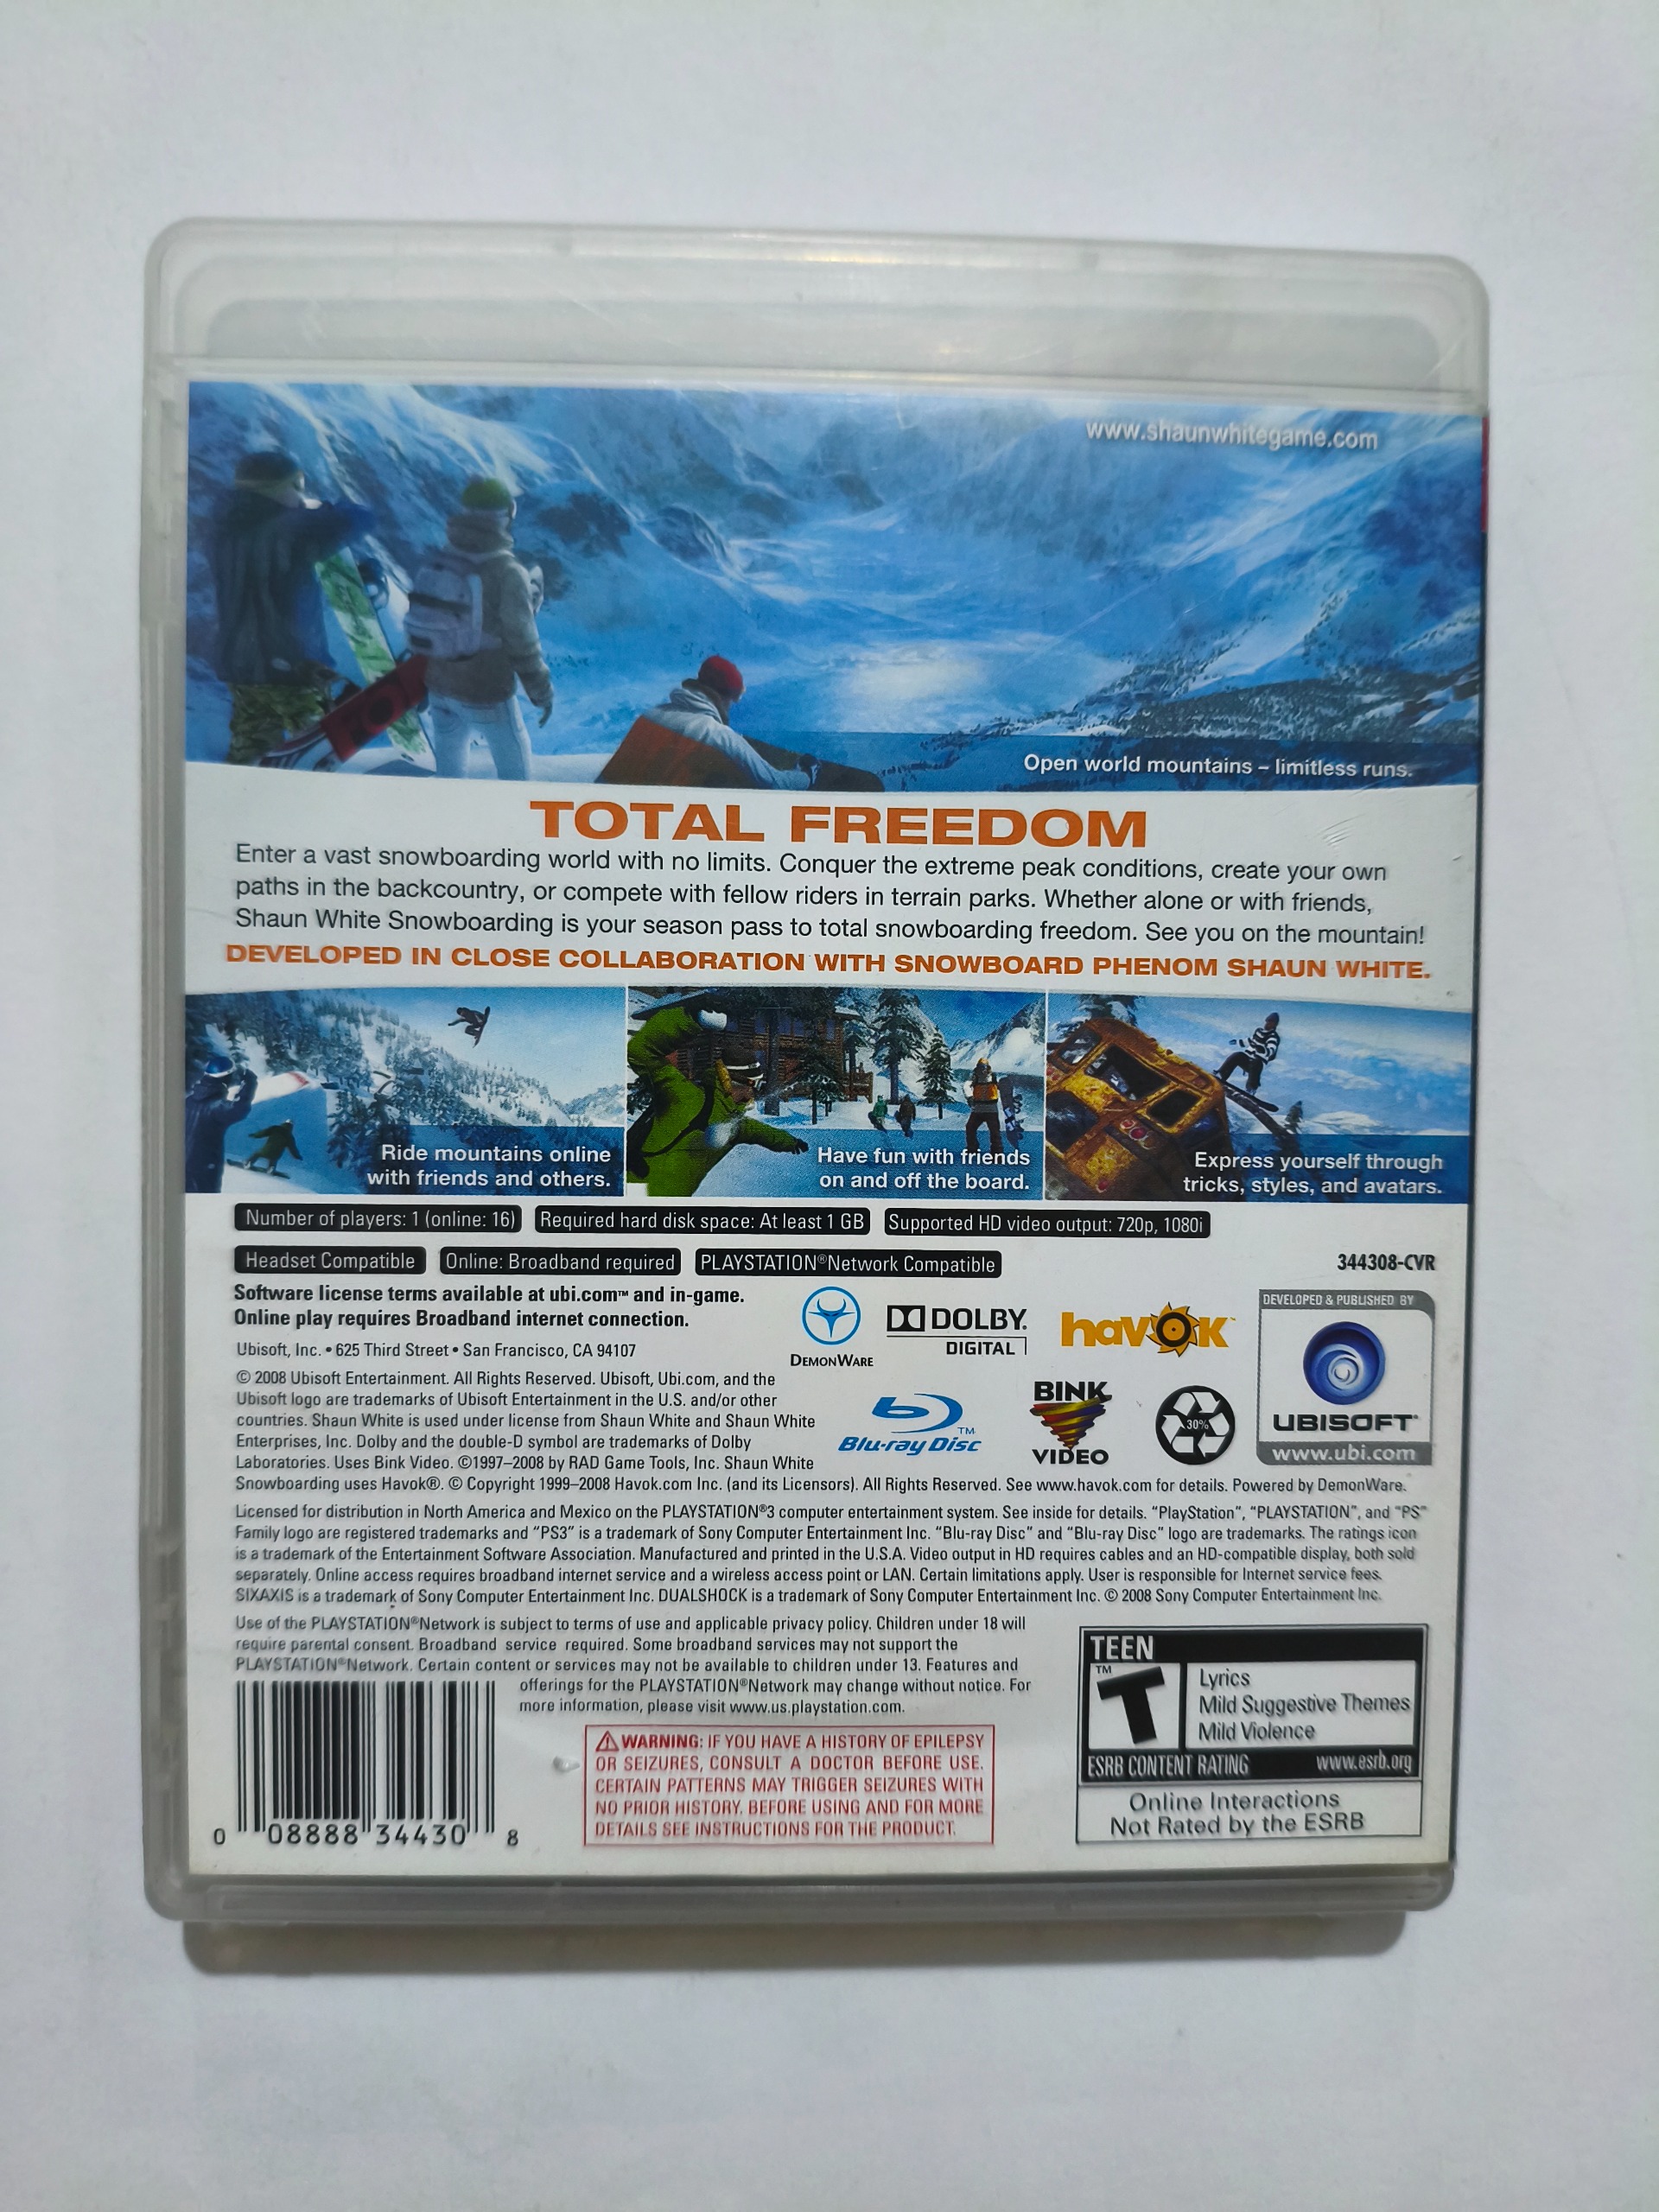 www.shaunwhitegame.com
Open world mountains – limitless runs.
TOTAL FREEDOM
Enter a vast snowboarding world with no limits. Conquer the extreme peak conditions, create your own
paths in the backcountry, or compete with fellow riders in terrain parks. Whether alone or with friends,
Shaun White Snowboarding is your season pass to total snowboarding freedom. See you on the mountain!
DEVELOPED IN CLOSE COLLABORATION WITH SNOWBOARD PHENOM SHAUN WHITE.
Ride mountains online
with friends and others.
Have fun with friends
on and off the board.
Express yourself through
tricks, styles, and avatars.
Number of players: 1 (online: 16)
Required hard disk space: At least 1 GB
Supported HD video output: 720p, 1080i
Headset Compatible
Online: Broadband required
PLAYSTATION®Network Compatible
344308-CVR
Software license terms available at ubi.com™ and in-game.
Online play requires Broadband internet connection.
Ubisoft, Inc. • 625 Third Street • San Francisco, CA 94107
© 2008 Ubisoft Entertainment. All Rights Reserved. Ubisoft, Ubi.com, and the
Ubisoft logo are trademarks of Ubisoft Entertainment in the U.S. and/or other
countries. Shaun White is used under license from Shaun White and Shaun White
Enterprises, Inc. Dolby and the double-D symbol are trademarks of Dolby
Laboratories. Uses Bink Video. ©1997–2008 by RAD Game Tools, Inc. Shaun White
Snowboarding uses Havok®. © Copyright 1999–2008 Havok.com Inc. (and its Licensors). All Rights Reserved. See www.havok.com for details. Powered by DemonWare.
DEMONWARE
DOLBY
DIGITAL
havok™
Blu-ray Disc™
BINK
VIDEO
30%
DEVELOPED & PUBLISHED BY
UBISOFT
www.ubi.com
Licensed for distribution in North America and Mexico on the PLAYSTATION®3 computer entertainment system. See inside for details. “PlayStation”, “PLAYSTATION”, and “PS”
Family logo are registered trademarks and “PS3” is a trademark of Sony Computer Entertainment Inc. “Blu-ray Disc” and “Blu-ray Disc” logo are trademarks. The ratings icon
is a trademark of the Entertainment Software Association. Manufactured and printed in the U.S.A. Video output in HD requires cables and an HD-compatible display, both sold
separately. Online access requires broadband internet service and a wireless access point or LAN. Certain limitations apply. User is responsible for Internet service fees.
SIXAXIS is a trademark of Sony Computer Entertainment Inc. DUALSHOCK is a trademark of Sony Computer Entertainment Inc. © 2008 Sony Computer Entertainment Inc.
Use of the PLAYSTATION®Network is subject to terms of use and applicable privacy policy. Children under 18 will
require parental consent. Broadband service required. Some broadband services may not support the
PLAYSTATION®Network. Certain content or services may not be available to children under 13. Features and
offerings for the PLAYSTATION®Network may change without notice. For
more information, please visit www.us.playstation.com.
WARNING: IF YOU HAVE A HISTORY OF EPILEPSY
OR SEIZURES, CONSULT A DOCTOR BEFORE USE.
CERTAIN PATTERNS MAY TRIGGER SEIZURES WITH
NO PRIOR HISTORY. BEFORE USING AND FOR MORE
DETAILS SEE INSTRUCTIONS FOR THE PRODUCT.
0 08888 34430 8
TEEN
T™
Lyrics
Mild Suggestive Themes
Mild Violence
ESRB CONTENT RATING www.esrb.org
Online Interactions
Not Rated by the ESRB